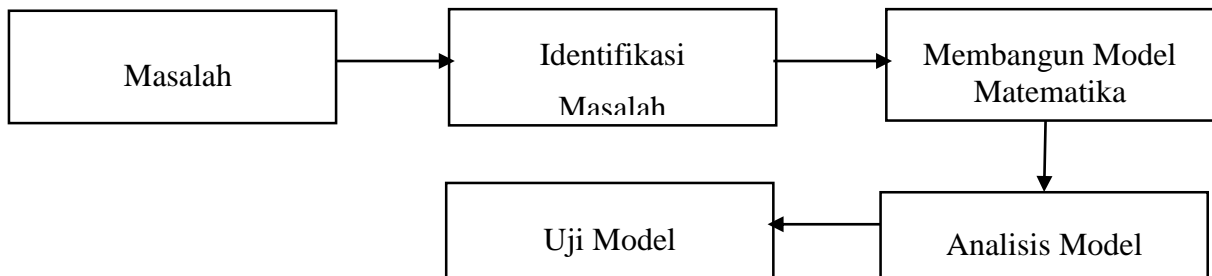 Masalah
Identifikasi
Masalah
Membangun Model
Matematika
Analisis Model
Uji Model